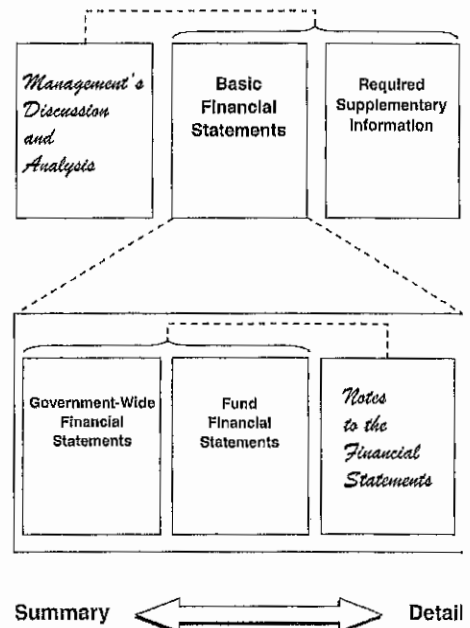 Management's
Discussion
and
Analysis
Basic
Financial
Statements
Required
Supplementary
Information
Government-Wide
Financial
Statements
Fund
Financial
Statements
Notes
to the
Financial
Statements
Summary Detail